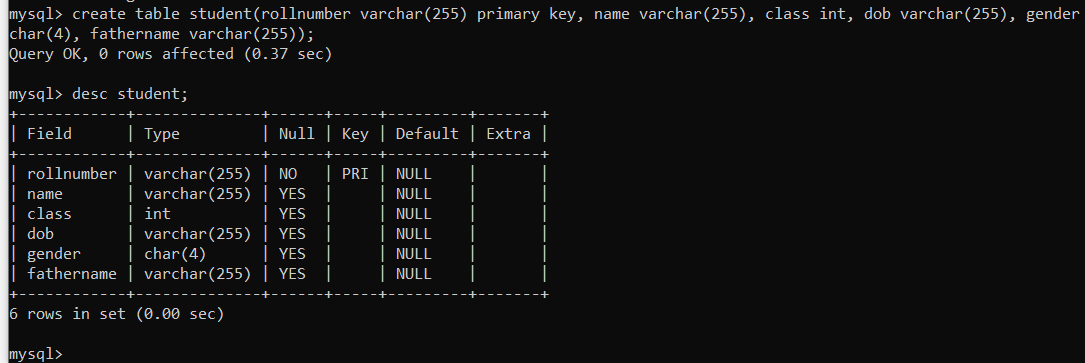 mysql> create table student(rollnumber varchar(255) primary key, name varchar(255), class int, dob varchar(255), gender
char(4), fathername varchar(255));
Query OK, 0 rows affected (0.37 sec)
mysql> desc student;
+------------+--------------+------+-----+---------+-------+
| Field      | Type         | Null | Key | Default | Extra |
+------------+--------------+------+-----+---------+-------+
| rollnumber | varchar(255) | NO   | PRI | NULL    |       |
| name       | varchar(255) | YES  |     | NULL    |       |
| class      | int          | YES  |     | NULL    |       |
| dob        | varchar(255) | YES  |     | NULL    |       |
| gender     | char(4)      | YES  |     | NULL    |       |
| fathername | varchar(255) | YES  |     | NULL    |       |
+------------+--------------+------+-----+---------+-------+
6 rows in set (0.00 sec)
mysql>